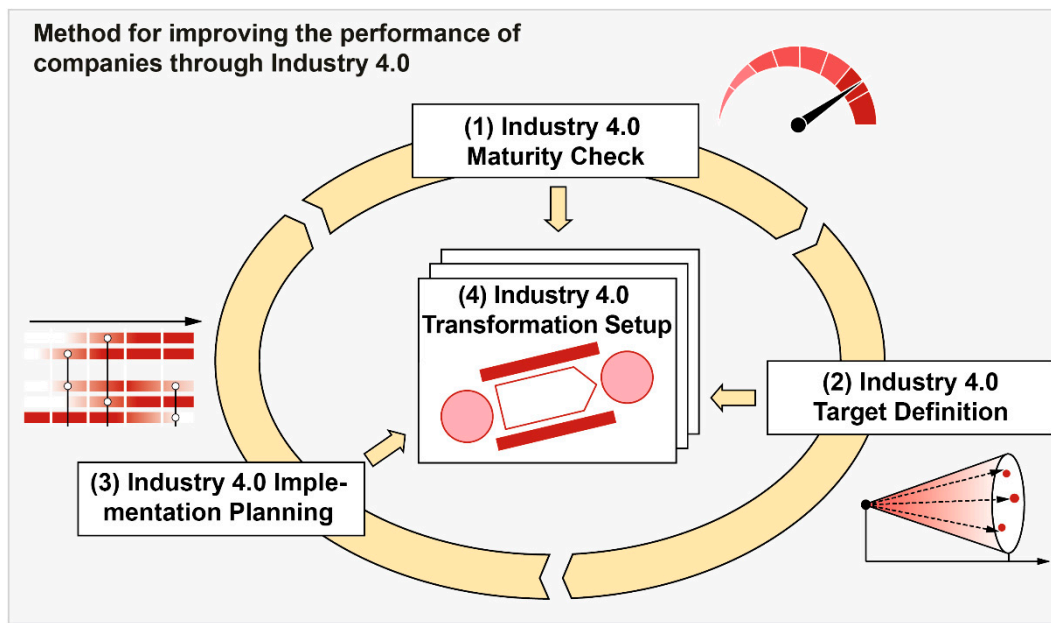 Method for improving the performance of
companies through Industry 4.0
(1) Industry 4.0
Maturity Check
(4) Industry 4.0
Transformation Setup
(2) Industry 4.0
Target Definition
(3) Industry 4.0 Imple-
mentation Planning